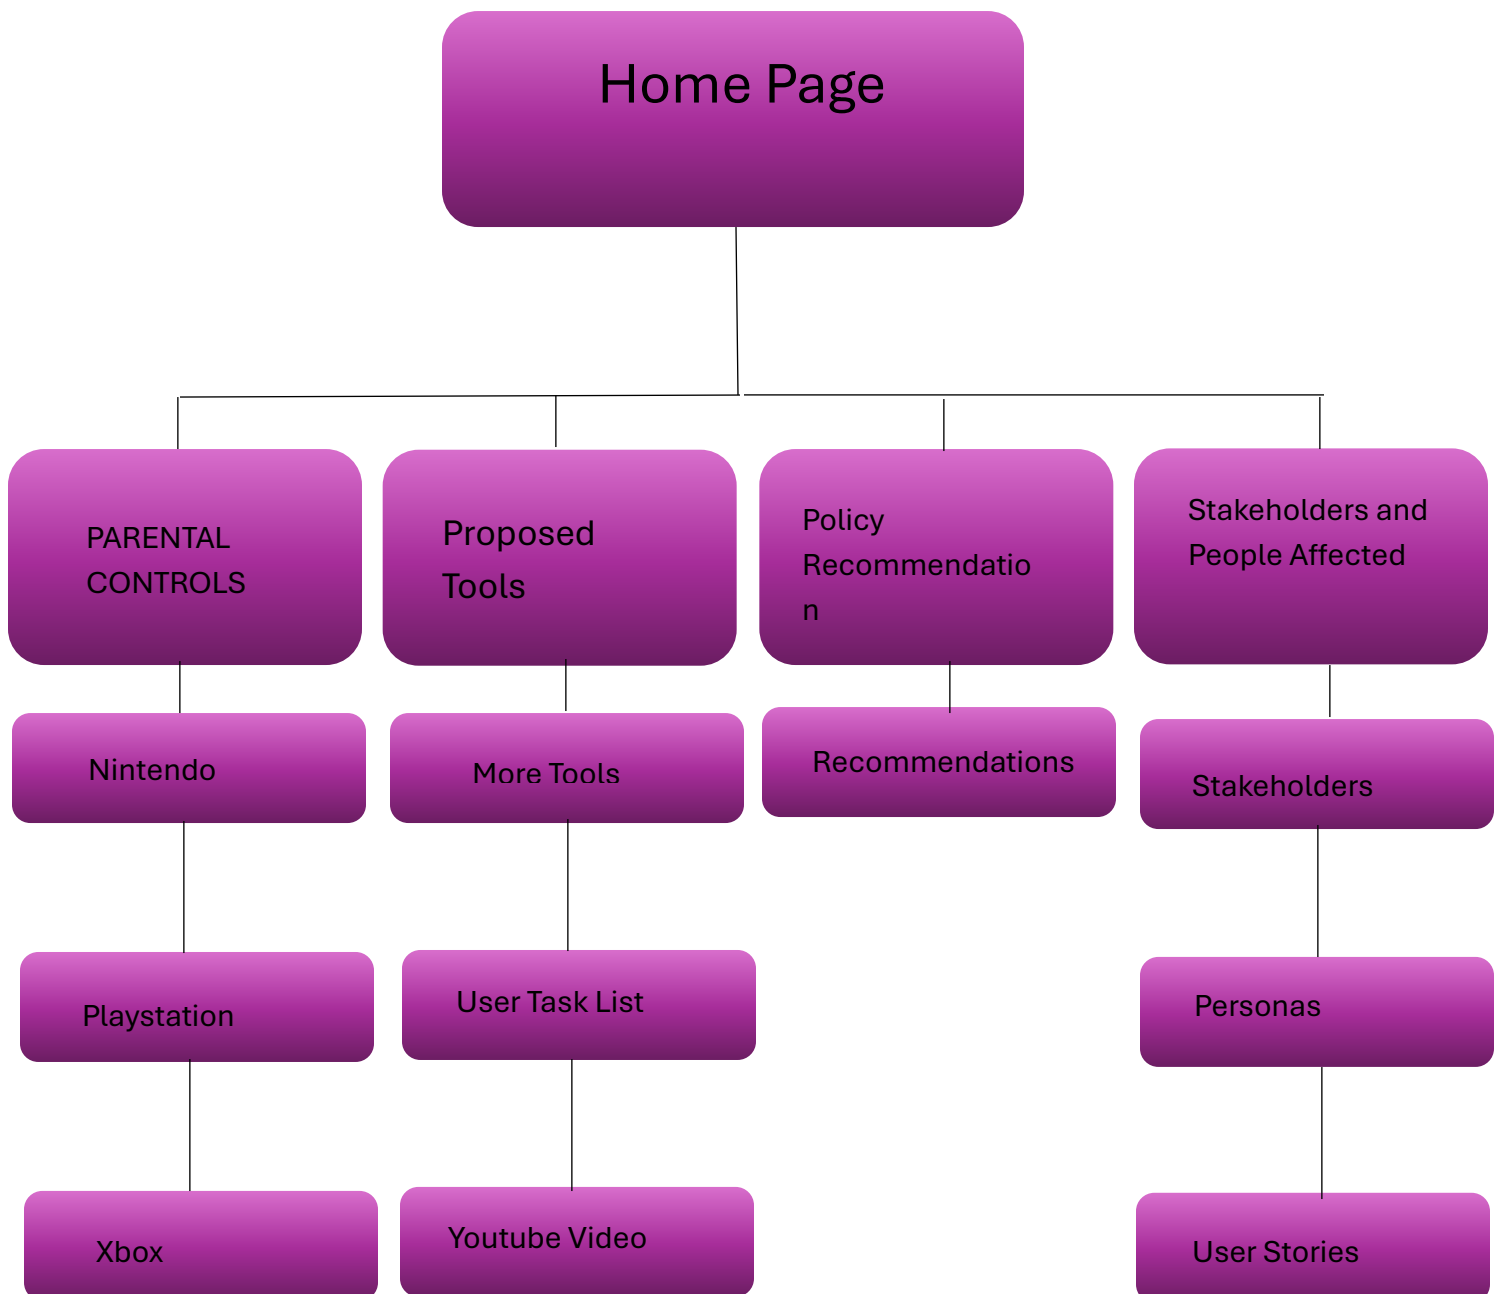 Home Page
PARENTAL
CONTROLS
Proposed
Tools
Policy
Recommendatio
n
Stakeholders and
People Affected
Nintendo
More Tools
Recommendations
Stakeholders
Playstation
User Task List
Personas
Xbox
Youtube Video
User Stories